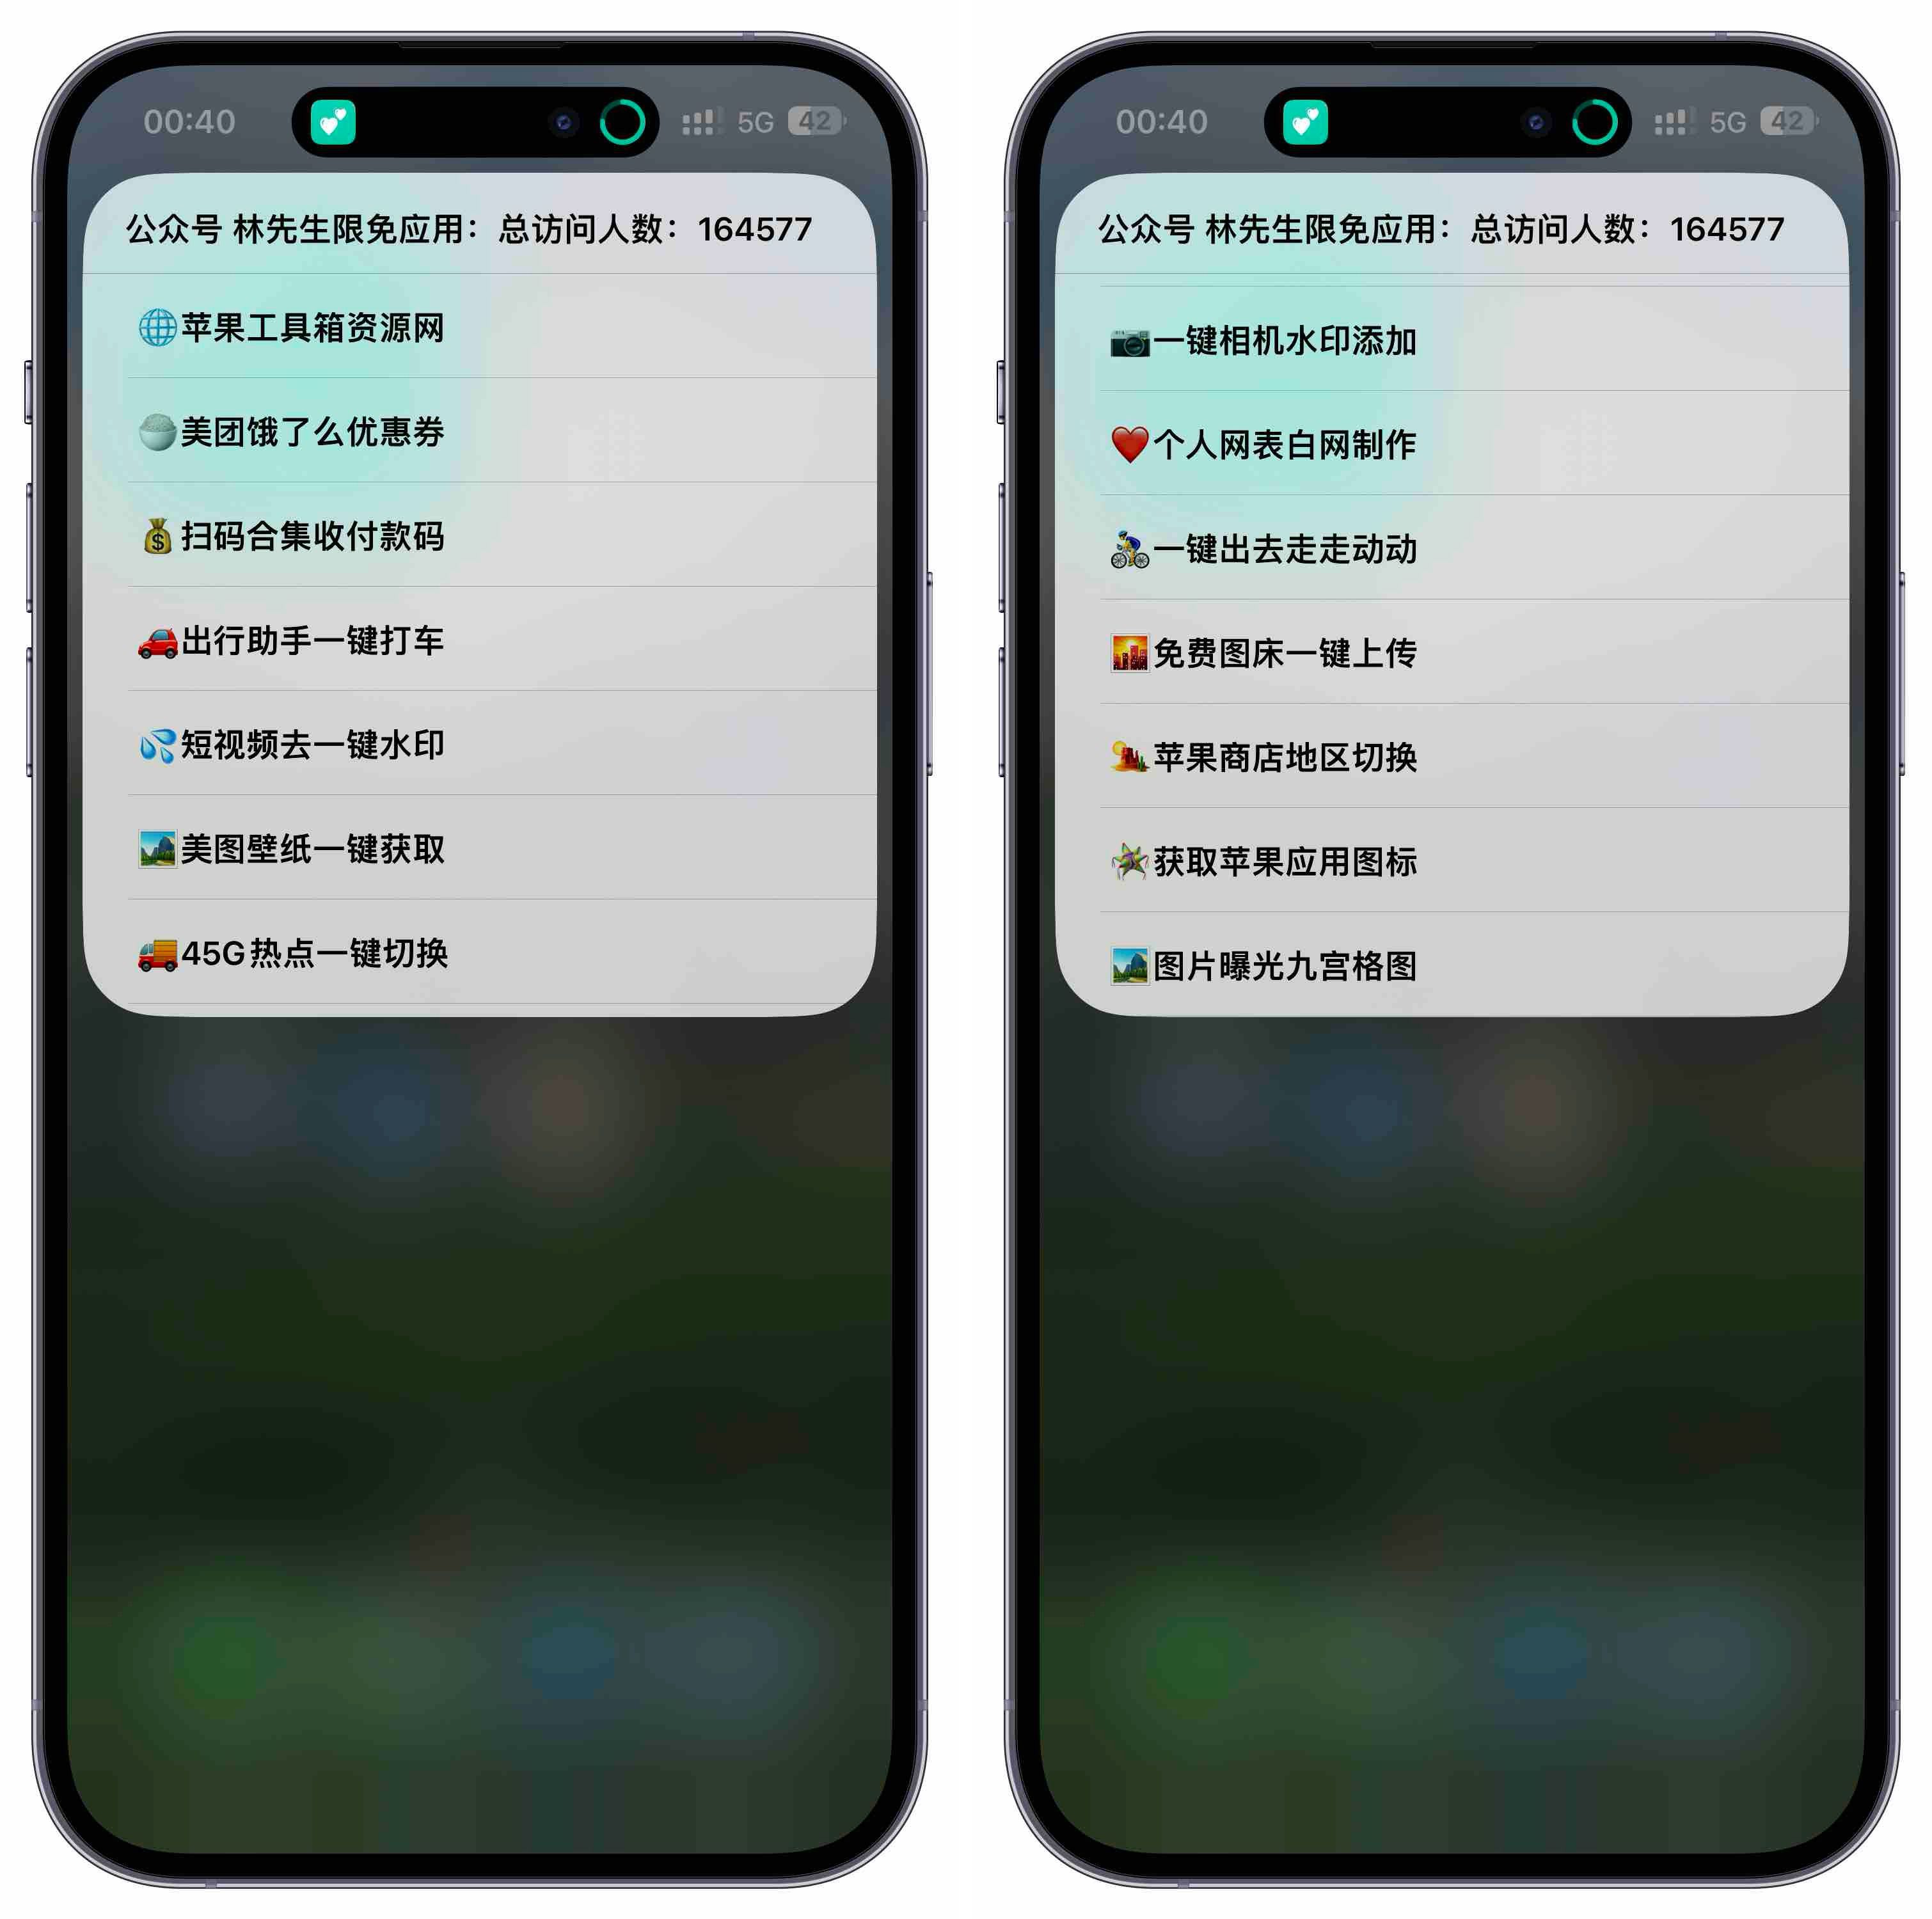 00:40
5G 42
公众号 林先生限免应用：总访问人数：164577
苹果工具箱资源网
美团饿了么优惠券
扫码合集收付款码
出行助手一键打车
短视频去一键水印
美图壁纸一键获取
45G热点一键切换
00:40
5G 42
公众号 林先生限免应用：总访问人数：164577
一键相机水印添加
个人网表白网制作
一键出去走走动动
免费图床一键上传
苹果商店地区切换
获取苹果应用图标
图片曝光九宫格图